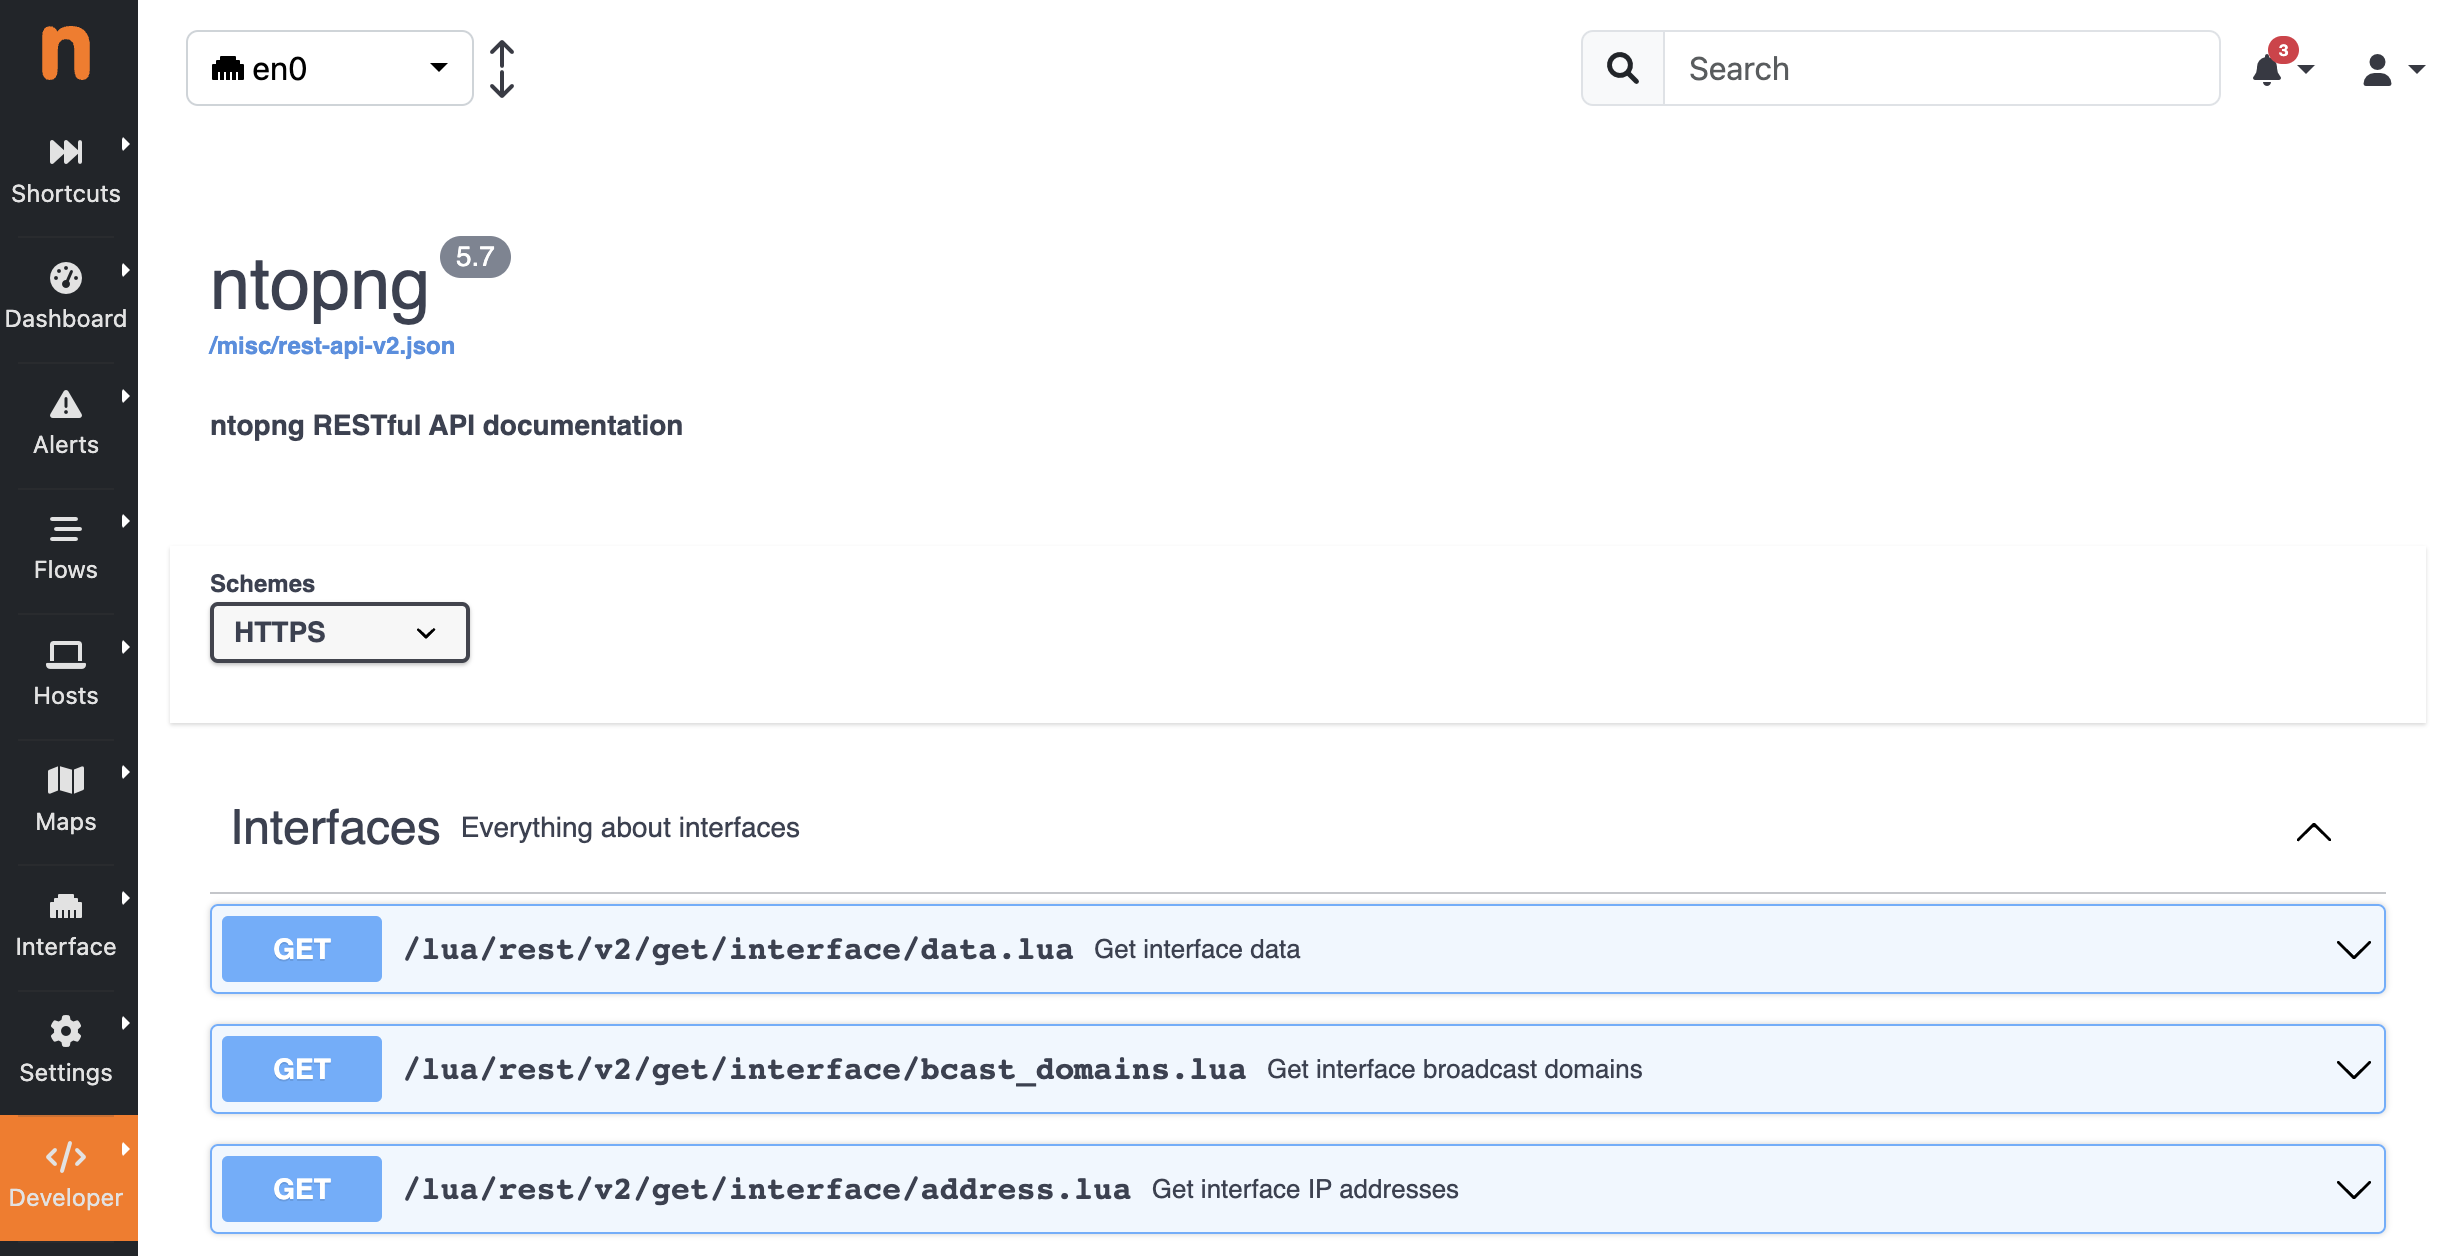 n
en0
Search
3
Shortcuts
Dashboard
Alerts
Flows
Hosts
Maps
Interface
Settings
Developer
ntopng 5.7
/misc/rest-api-v2.json
ntopng RESTful API documentation
Schemes
HTTPS
Interfaces Everything about interfaces
GET /lua/rest/v2/get/interface/data.lua Get interface data
GET /lua/rest/v2/get/interface/bcast_domains.lua Get interface broadcast domains
GET /lua/rest/v2/get/interface/address.lua Get interface IP addresses